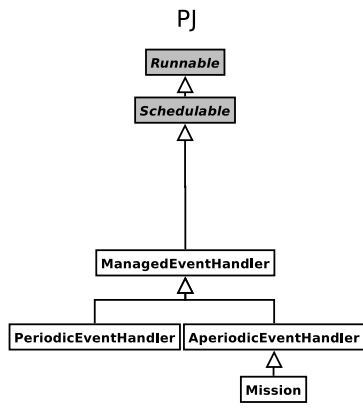 PJ
Runnable
Schedulable
ManagedEventHandler
PeriodicEventHandler
AperiodicEventHandler
Mission